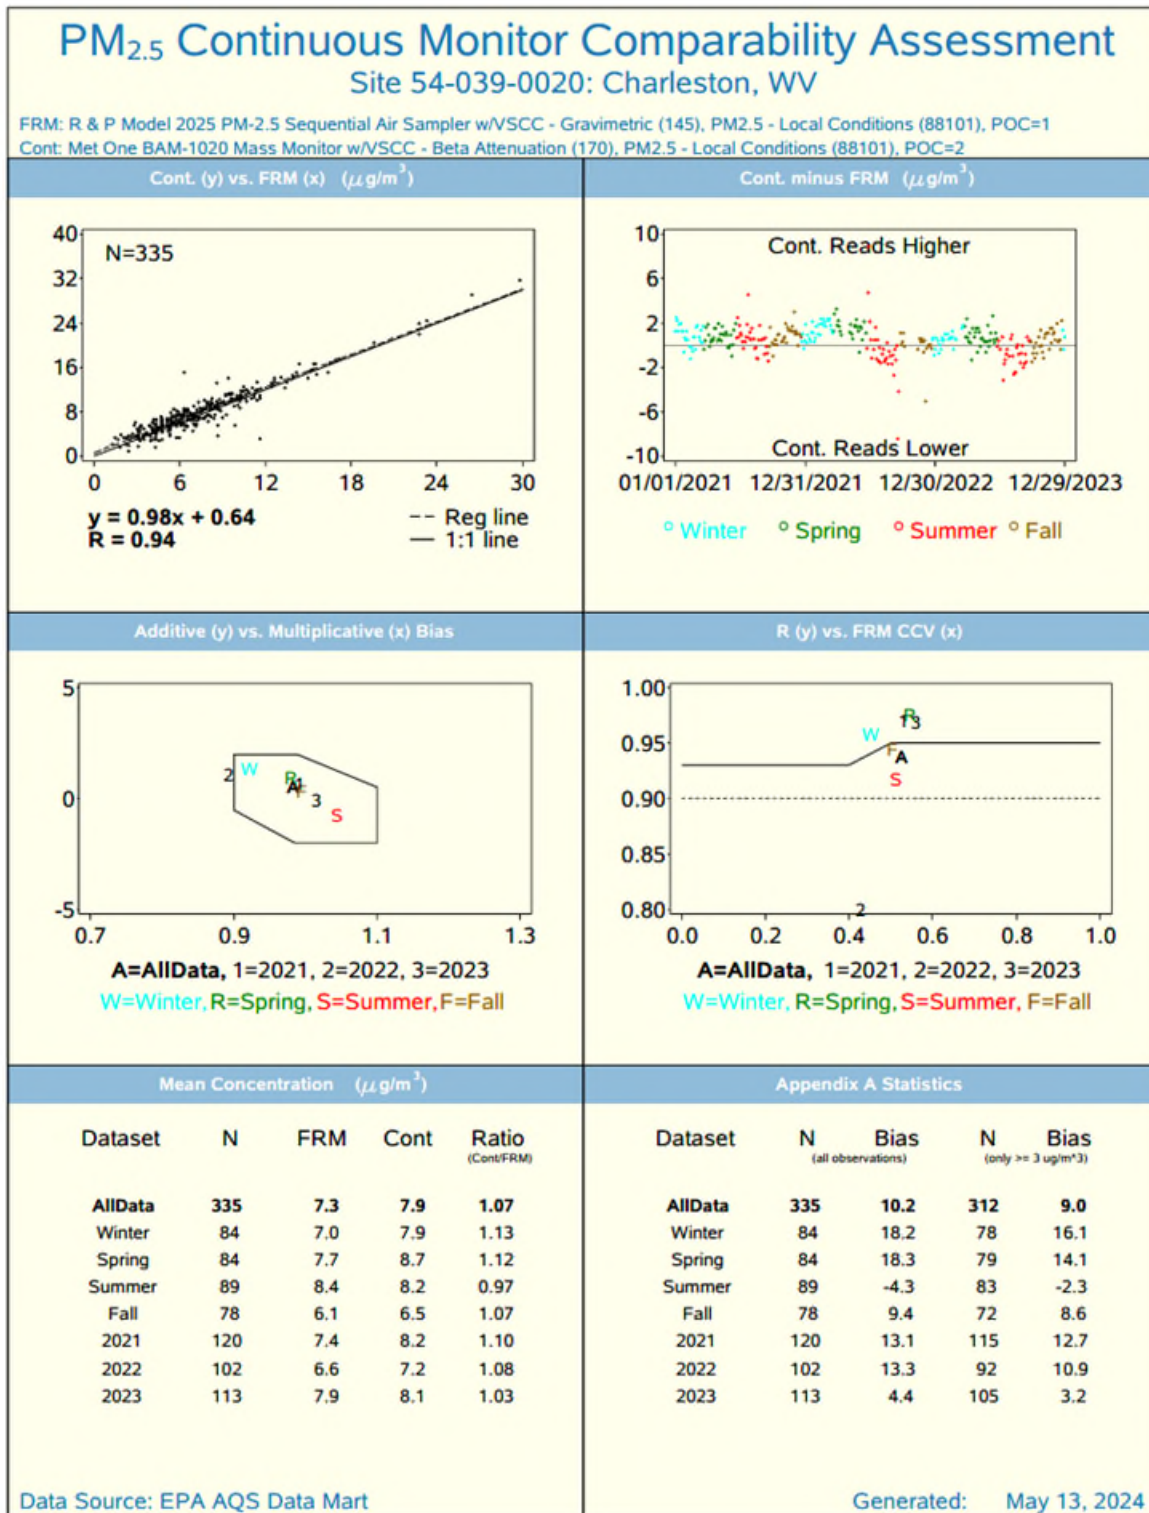 PM2.5 Continuous Monitor Comparability Assessment
Site 54-039-0020: Charleston, WV
FRM: R & P Model 2025 PM-2.5 Sequential Air Sampler w/VSCC - Gravimetric (145), PM2.5 - Local Conditions (88101), POC=1
Cont: Met One BAM-1020 Mass Monitor w/VSCC - Beta Attenuation (170), PM2.5 - Local Conditions (88101), POC=2
Cont. (y) vs. FRM (x) (μg/m³)
40
32
24
16
8
0
N=335
0 6 12 18 24 30
y = 0.98x + 0.64
R = 0.94
Reg line
1:1 line
Cont. minus FRM (μg/m³)
10
6
2
-2
-6
-10
Cont. Reads Higher
Cont. Reads Lower
01/01/2021 12/31/2021 12/30/2022 12/29/2023
Winter Spring Summer Fall
Additive (y) vs. Multiplicative (x) Bias
5
0
-5
2 W R A 1 F 3 S
0.7 0.9 1.1 1.3
A=AllData, 1=2021, 2=2022, 3=2023
W=Winter, R=Spring, S=Summer, F=Fall
R (y) vs. FRM CCV (x)
1.00
0.95
0.90
0.85
0.80
W F A S 1 R 3 2
0.0 0.2 0.4 0.6 0.8 1.0
A=AllData, 1=2021, 2=2022, 3=2023
W=Winter, R=Spring, S=Summer, F=Fall
Mean Concentration (μg/m³)
Dataset N FRM Cont Ratio
(Cont/FRM)
AllData 335 7.3 7.9 1.07
Winter 84 7.0 7.9 1.13
Spring 84 7.7 8.7 1.12
Summer 89 8.4 8.2 0.97
Fall 78 6.1 6.5 1.07
2021 120 7.4 8.2 1.10
2022 102 6.6 7.2 1.08
2023 113 7.9 8.1 1.03
Appendix A Statistics
Dataset N Bias N Bias
(all observations) (only >= 3 ug/m^3)
AllData 335 10.2 312 9.0
Winter 84 18.2 78 16.1
Spring 84 18.3 79 14.1
Summer 89 -4.3 83 -2.3
Fall 78 9.4 72 8.6
2021 120 13.1 115 12.7
2022 102 13.3 92 10.9
2023 113 4.4 105 3.2
Data Source: EPA AQS Data Mart
Generated: May 13, 2024